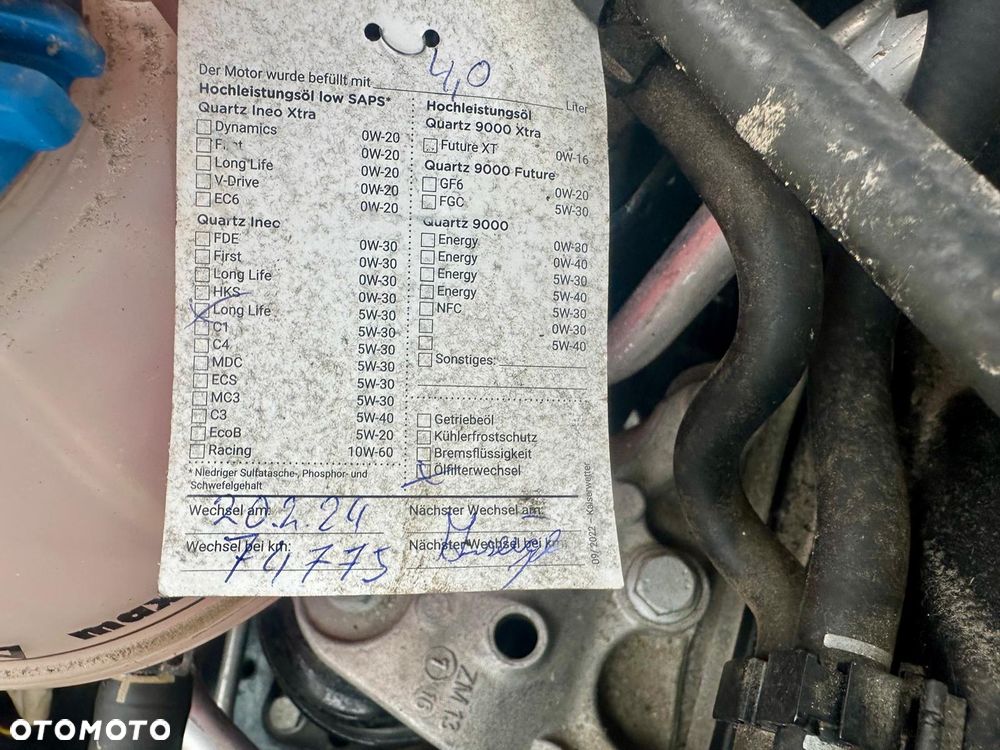 Der Motor wurde befüllt mit 4,0 Liter
Hochleistungsöl low SAPS*
Quartz Ineo Xtra
Dynamics 0W-20
0W-20
Long Life 0W-20
V-Drive 0W-20
EC6 0W-20
Quartz Ineo
FDE 0W-30
First 0W-30
Long Life 0W-30
HKS 0W-30
Long Life 5W-30
C1 5W-30
C4 5W-30
MDC 5W-30
ECS 5W-30
MC3 5W-30
C3 5W-40
EcoB 5W-20
Racing 10W-60
* Niedriger Sulfatasche-, Phosphor- und
Schwefelgehalt
Hochleistungsöl
Quartz 9000 Xtra
Future XT 0W-16
Quartz 9000 Future
GF6 0W-20
FGC 5W-30
Quartz 9000
Energy 0W-30
Energy 0W-40
Energy 5W-30
Energy 5W-40
NFC 5W-30
0W-30
5W-40
Sonstiges:
Getriebeöl
Kühlerfrostschutz
Bremsflüssigkeit
Ölfilterwechsel
Wechsel am: 20.2.24
Nächster Wechsel am:
Wechsel bei km: 74775
Nächster Wechsel bei km:
09/2022
max
ZM 13
1
OTOMOTO